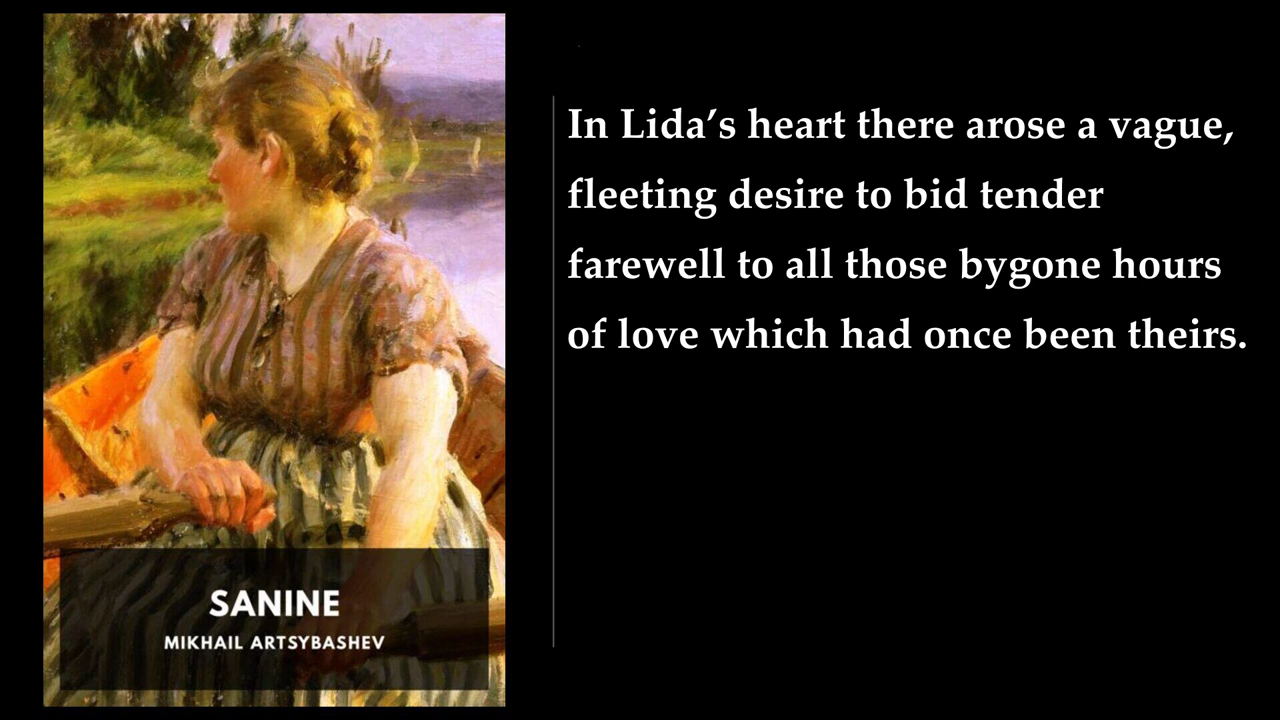 In Lida’s heart there arose a vague,
fleeting desire to bid tender
farewell to all those bygone hours
of love which had once been theirs.
SANINE
MIKHAIL ARTSYBASHEV